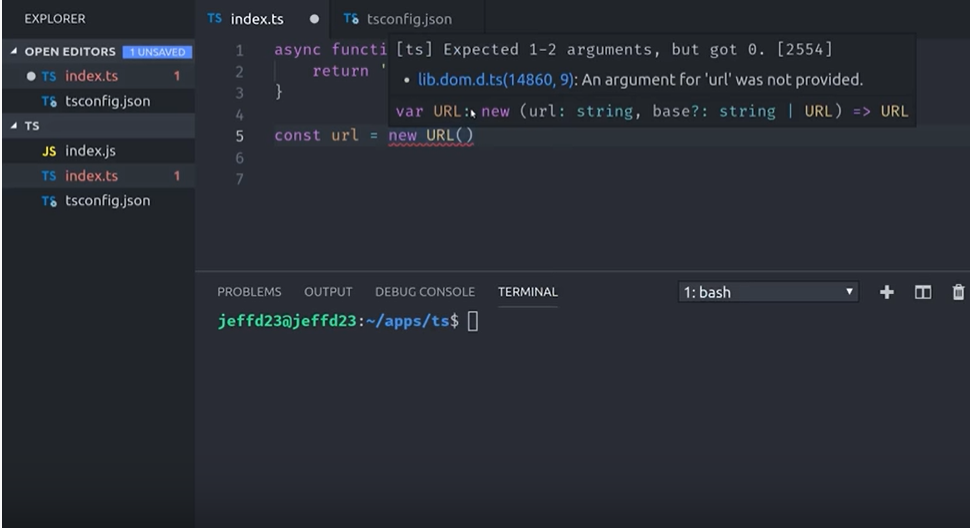 EXPLORER
OPEN EDITORS 1 UNSAVED
TS index.ts 1
TS tsconfig.json
TS
JS index.js
TS index.ts 1
TS tsconfig.json
TS index.ts
TS tsconfig.json
1 async functi
2 return '
3 }
4
5 const url = new URL()
6
7
[ts] Expected 1-2 arguments, but got 0. [2554]
• lib.dom.d.ts(14860, 9): An argument for 'url' was not provided.
var URL: new (url: string, base?: string | URL) => URL
PROBLEMS OUTPUT DEBUG CONSOLE TERMINAL 1: bash
jeffd23@jeffd23:~/apps/ts$